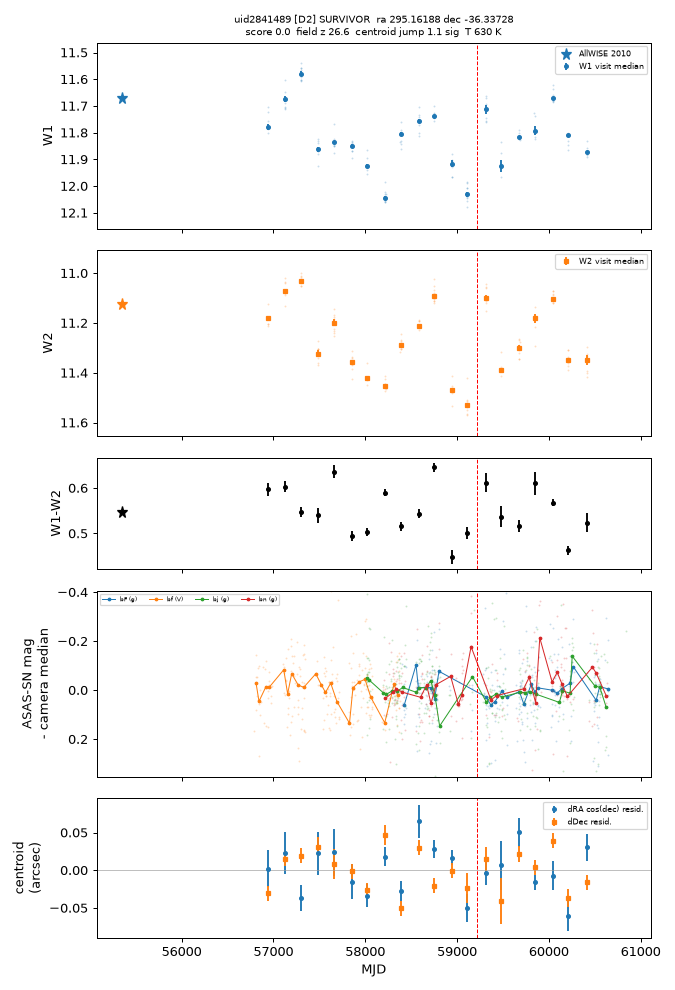 uid2841489 [D2] SURVIVOR  ra 295.16188 dec -36.33728
score 0.0  field z 26.6  centroid jump 1.1 sig  T 630 K
11.5
11.6
11.7
11.8
11.9
12.0
12.1
W1
AllWISE 2010
W1 visit median
11.0
11.2
11.4
11.6
W2
W2 visit median
0.6
0.5
W1-W2
−0.4
−0.2
0.0
0.2
ASAS-SN mag
- camera median
(g)
(V)
(g)
(g)
0.05
0.00
−0.05
centroid
(arcsec)
dRA cos(dec) resid.
dDec resid.
56000
57000
58000
59000
60000
61000
MJD